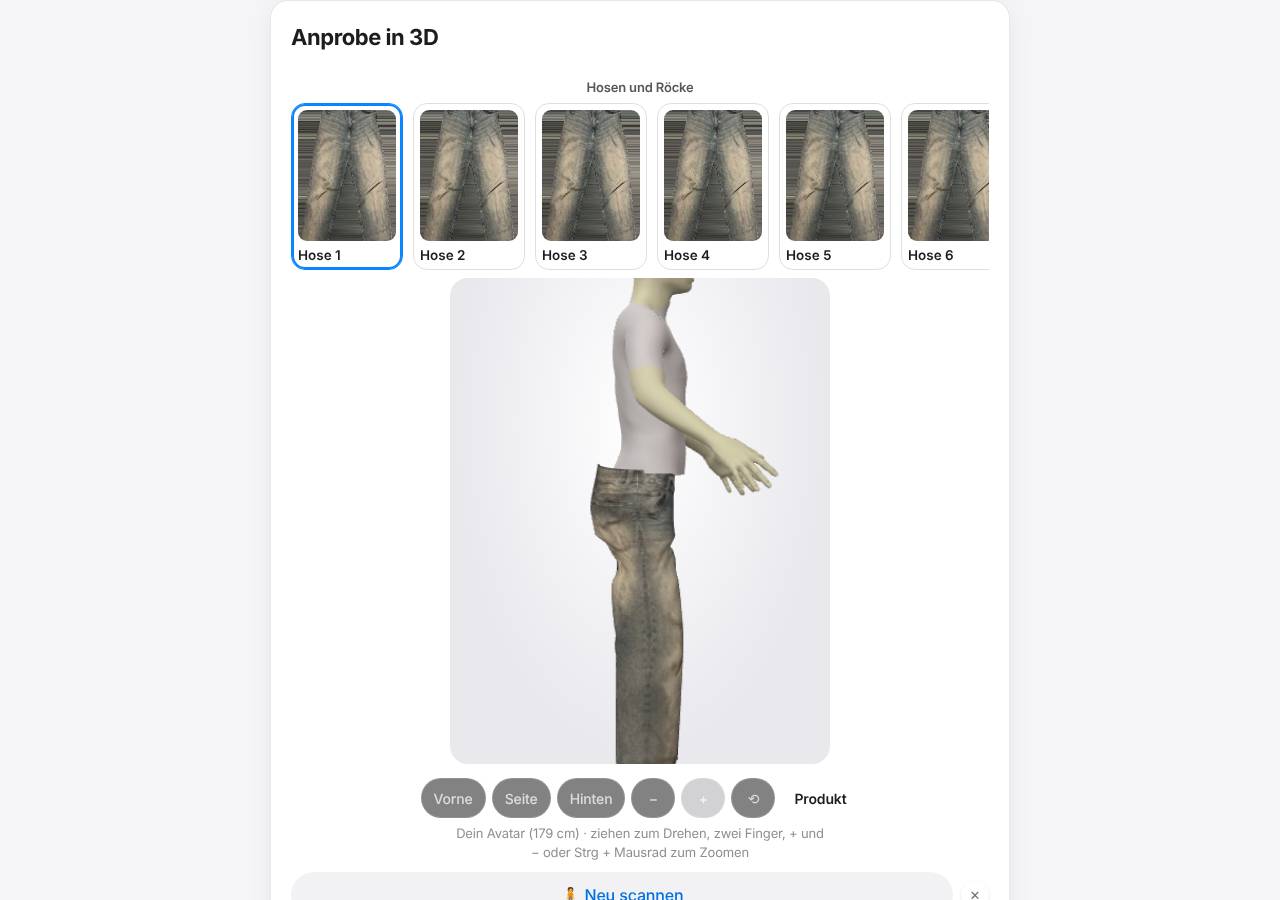 Anprobe in 3D
Hosen und Röcke
Hose 1
Hose 2
Hose 3
Hose 4
Hose 5
Hose 6
Vorne
Seite
Hinten
−
+
⟲
Produkt
Dein Avatar (179 cm) · ziehen zum Drehen, zwei Finger, + und
− oder Strg + Mausrad zum Zoomen
🧍 Neu scannen
×